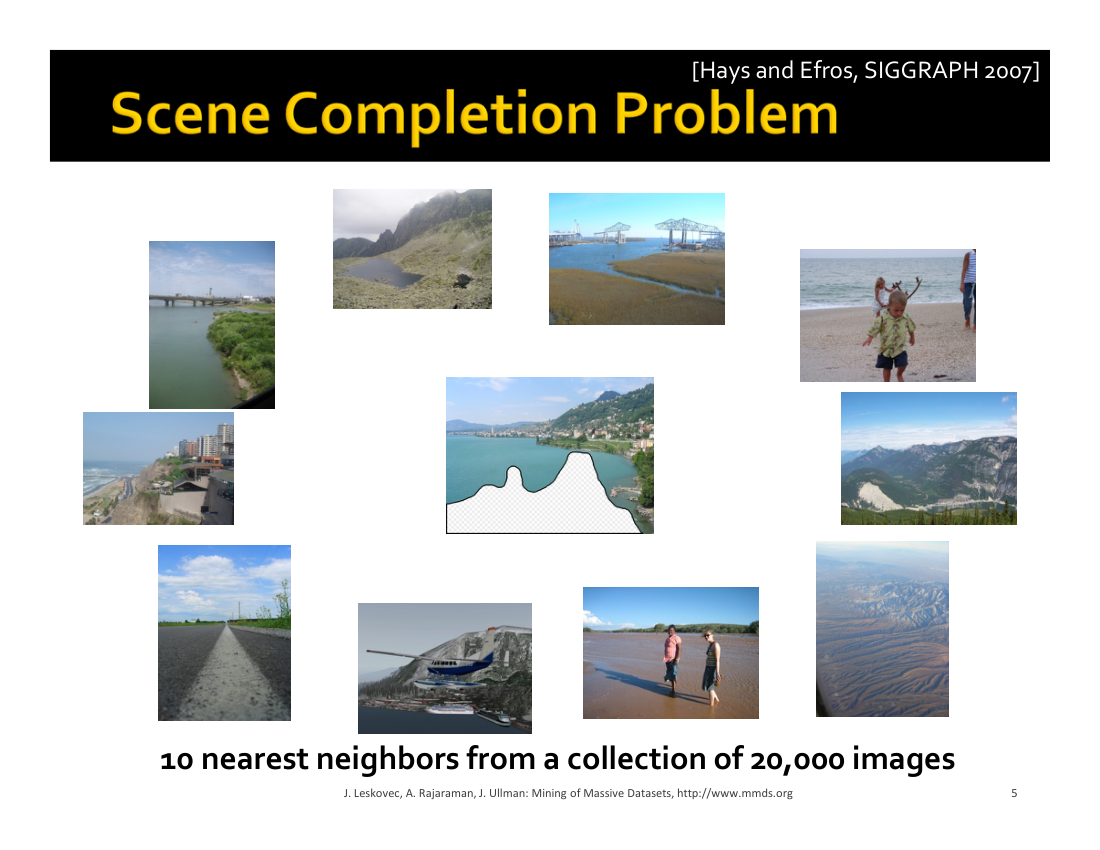 [Hays and Efros, SIGGRAPH 2007]
Scene Completion Problem
10 nearest neighbors from a collection of 20,000 images
J. Leskovec, A. Rajaraman, J. Ullman: Mining of Massive Datasets, http://www.mmds.org
5